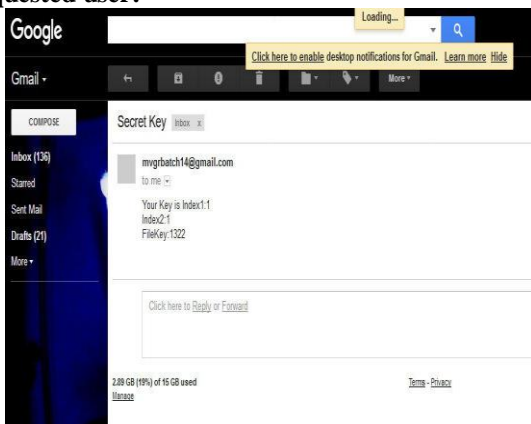 quested user.
Loading...
Google
Click here to enable desktop notifications for Gmail. Learn more Hide
Gmail
More
COMPOSE
Secret Key Inbox x
Inbox (136)
Starred
Sent Mail
Drafts (21)
More
mvgrbatch14@gmail.com
to me
Your Key is Index1:1
Index2:1
FileKey:1322
Click here to Reply or Forward
2.89 GB (19%) of 15 GB used
Manage
Terms - Privacy